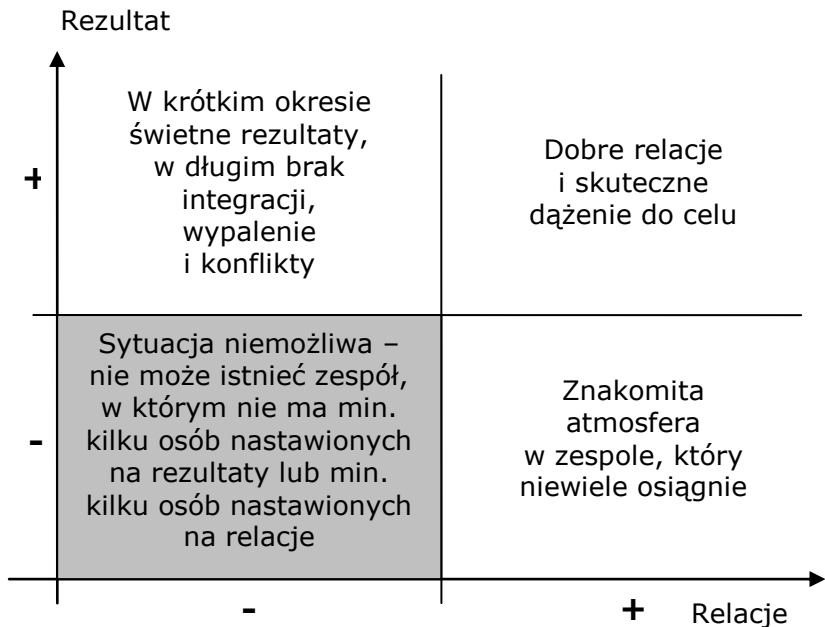 Rezultat
W krótkim okresie
świetne rezultaty,
w długim brak
integracji,
wypalenie
i konflikty
+
Dobre relacje
i skuteczne
dążenie do celu
Sytuacja niemożliwa –
nie może istnieć zespół,
w którym nie ma min.
kilku osób nastawionych
na rezultaty lub min.
kilku osób nastawionych
na relacje
-
Znakomita
atmosfera
w zespole, który
niewiele osiągnie
-
+
Relacje